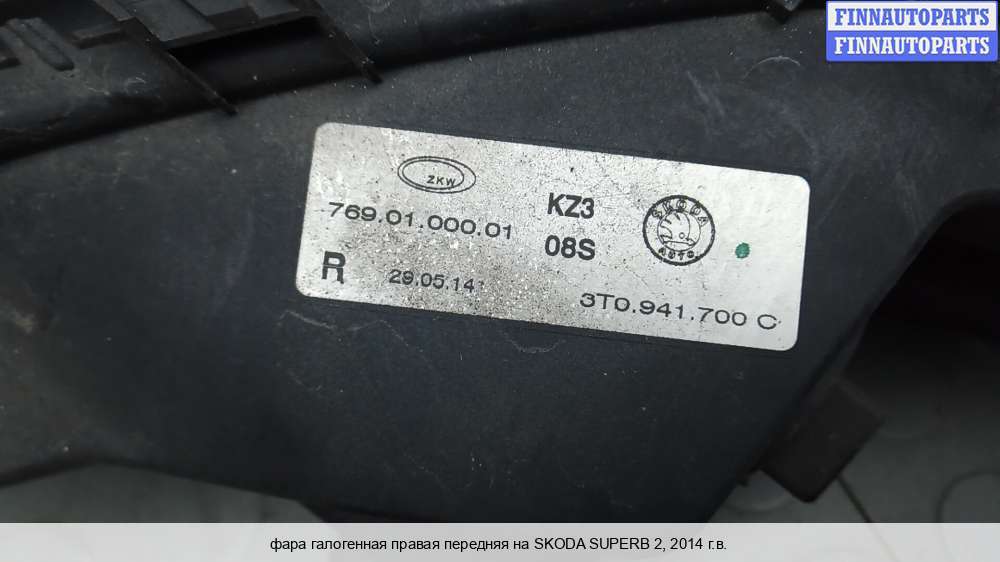 FINNAUTOPARTS
FINNAUTOPARTS
ZKW
769.01.000.01
KZ3
08S
SKODA
AUTO
R
29.05.14
3T0.941.700 C
фара галогенная правая передняя на SKODA SUPERB 2, 2014 г.в.